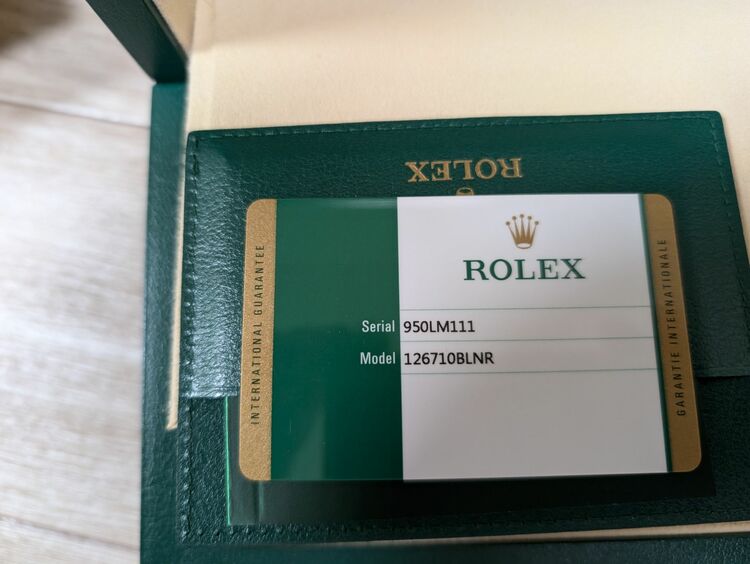 ROLEX
ROLEX
Serial 950LM111
Model 126710BLNR
INTERNATIONAL GUARANTEE
GARANTIE INTERNATIONALE